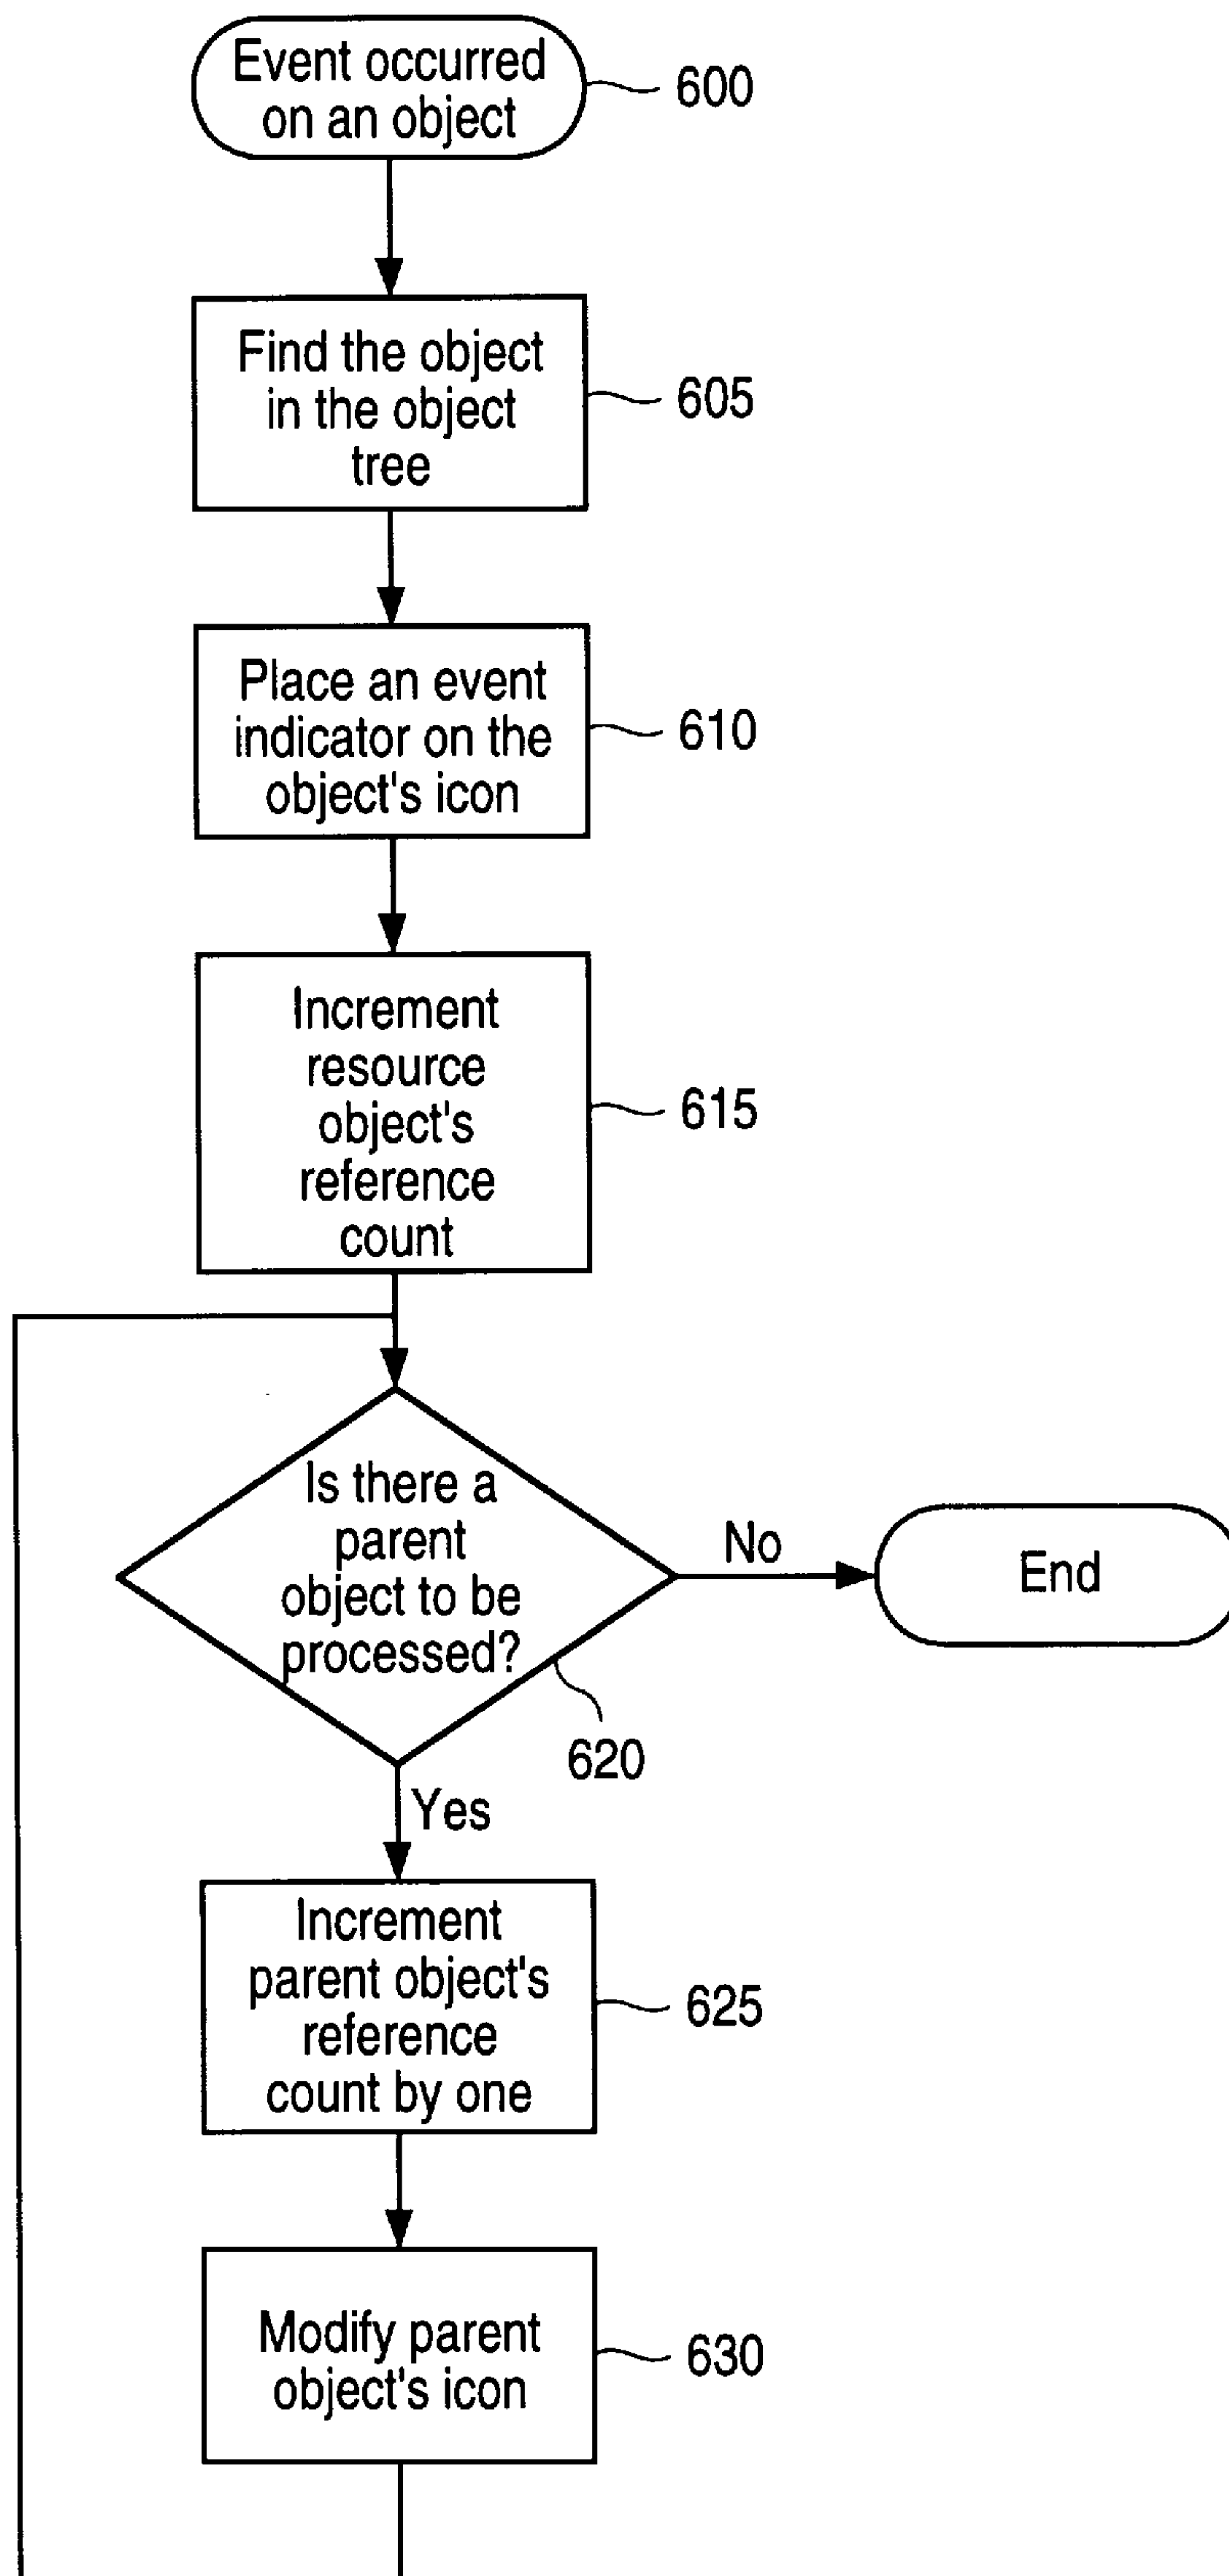 Event occurred
on an object
600
Find the object
in the object
tree
605
Place an event
indicator on the
object's icon
610
Increment
resource
object's
reference
count
615
Is there a
parent
object to be
processed?
620
No
End
Yes
Increment
parent object's
reference
count by one
625
Modify parent
object's icon
630